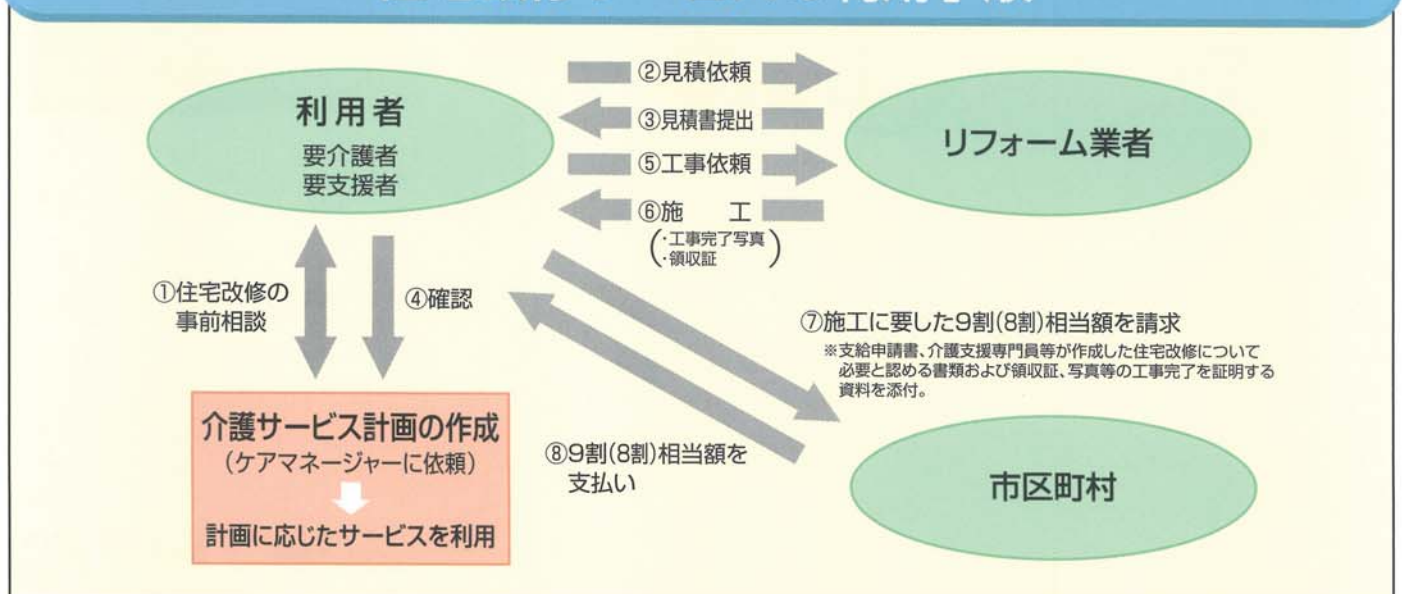 利用者
要介護者
要支援者
②見積依頼
③見積書提出
⑤工事依頼
⑥施 工
(・工事完了写真
・領収証)
リフォーム業者
①住宅改修の
事前相談
④確認
⑦施工に要した9割(8割)相当額を請求
※支給申請書、介護支援専門員等が作成した住宅改修について
必要と認める書類および領収証、写真等の工事完了を証明する
資料を添付。
介護サービス計画の作成
(ケアマネージャーに依頼)
計画に応じたサービスを利用
⑧9割(8割)相当額を
支払い
市区町村